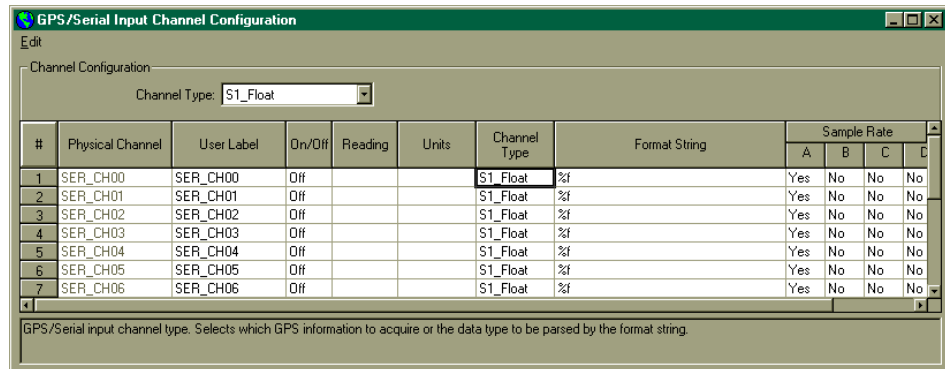 GPS/Serial Input Channel Configuration
Edit
Channel Configuration
Channel Type: S1_Float
# Physical Channel User Label On/Off Reading Units Channel Type Format String Sample Rate
A B C D
1 SER_CH00 SER_CH00 Off S1_Float %f Yes No No No
2 SER_CH01 SER_CH01 Off S1_Float %f Yes No No No
3 SER_CH02 SER_CH02 Off S1_Float %f Yes No No No
4 SER_CH03 SER_CH03 Off S1_Float %f Yes No No No
5 SER_CH04 SER_CH04 Off S1_Float %f Yes No No No
6 SER_CH05 SER_CH05 Off S1_Float %f Yes No No No
7 SER_CH06 SER_CH06 Off S1_Float %f Yes No No No
GPS/Serial input channel type. Selects which GPS information to acquire or the data type to be parsed by the format string.